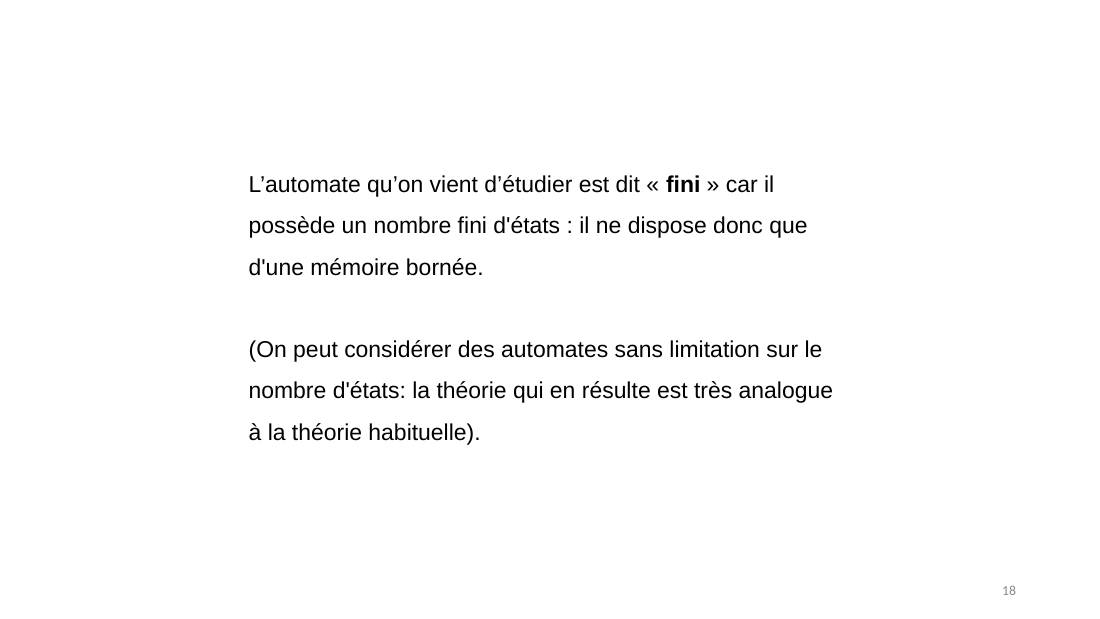 L’automate qu’on vient d’étudier est dit « fini » car il
possède un nombre fini d'états : il ne dispose donc que
d'une mémoire bornée.
(On peut considérer des automates sans limitation sur le
nombre d'états: la théorie qui en résulte est très analogue
à la théorie habituelle).
18